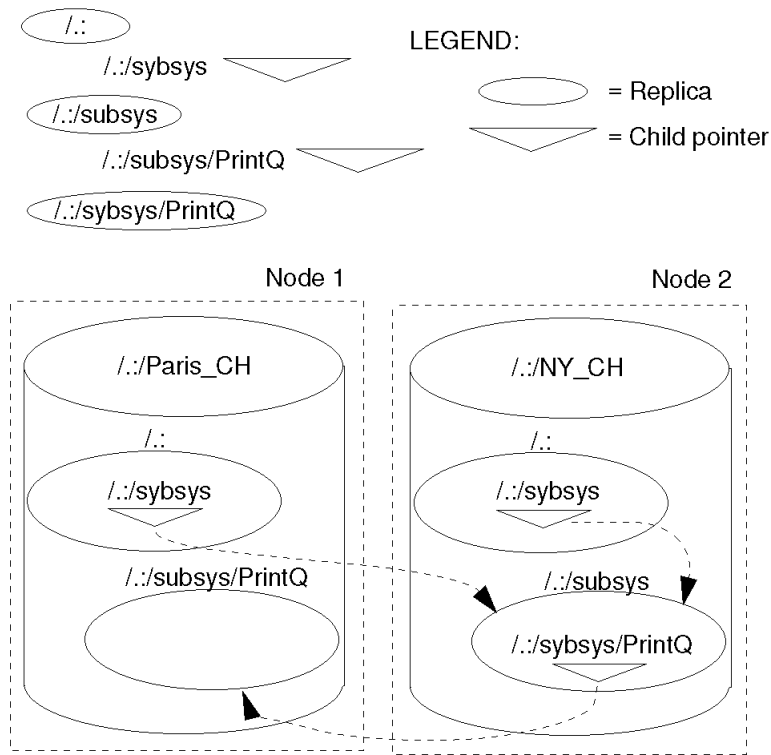 /.:
/.:/sybsys
/.:/subsys
/.:/subsys/PrintQ
/.:/sybsys/PrintQ
LEGEND:
= Replica
= Child pointer
Node 1
/.:/Paris_CH
/.:
/.:/sybsys
/.:/subsys/PrintQ
Node 2
/.:/NY_CH
/.:
/.:/sybsys
/.:/subsys
/.:/sybsys/PrintQ